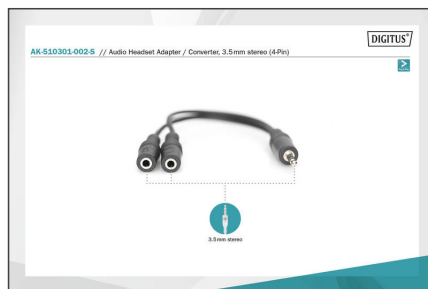 DIGITUS®
AK-510301-002-S // Audio Headset Adapter / Converter, 3.5 mm stereo (4-Pin)
3.5 mm stereo